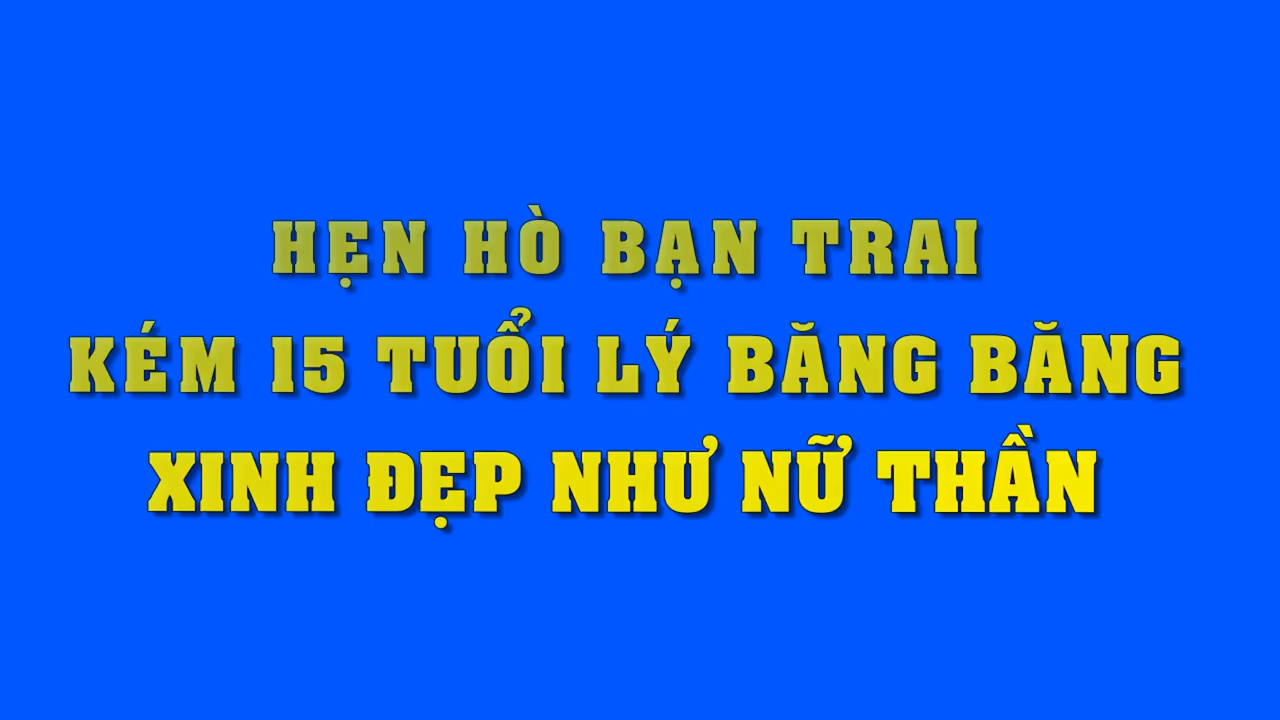 HẸN HÒ BẠN TRAI
KÉM 15 TUỔI LÝ BĂNG BĂNG
XINH ĐẸP NHƯ NỮ THẦN